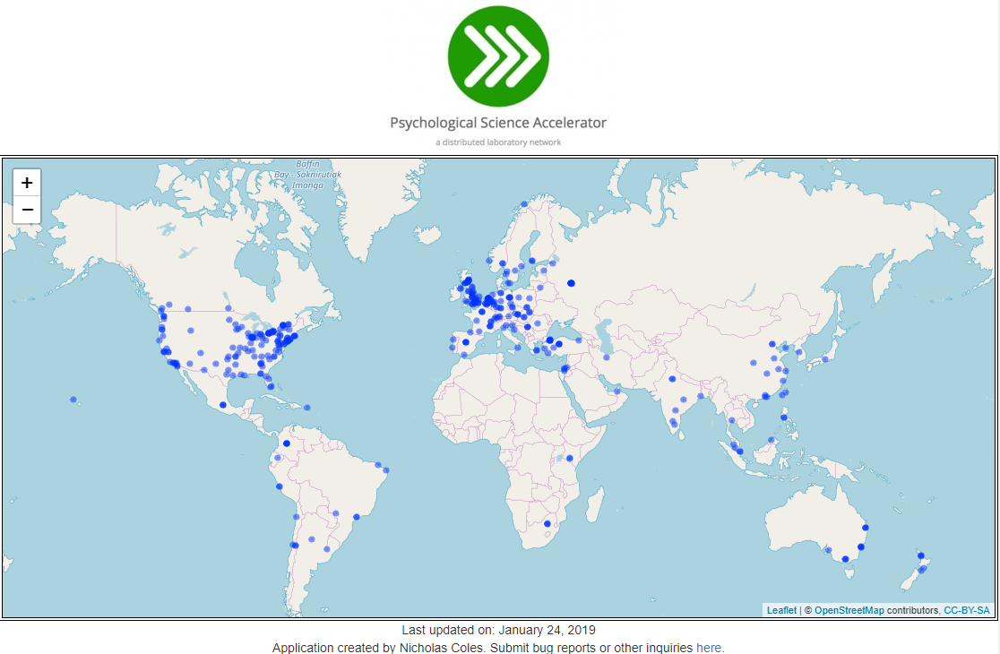 Psychological Science Accelerator
a distributed laboratory network
Baffin
Bay - Saknirutiak
Imanga
+
−
Leaflet | © OpenStreetMap contributors, CC-BY-SA
Last updated on: January 24, 2019
Application created by Nicholas Coles. Submit bug reports or other inquiries here.